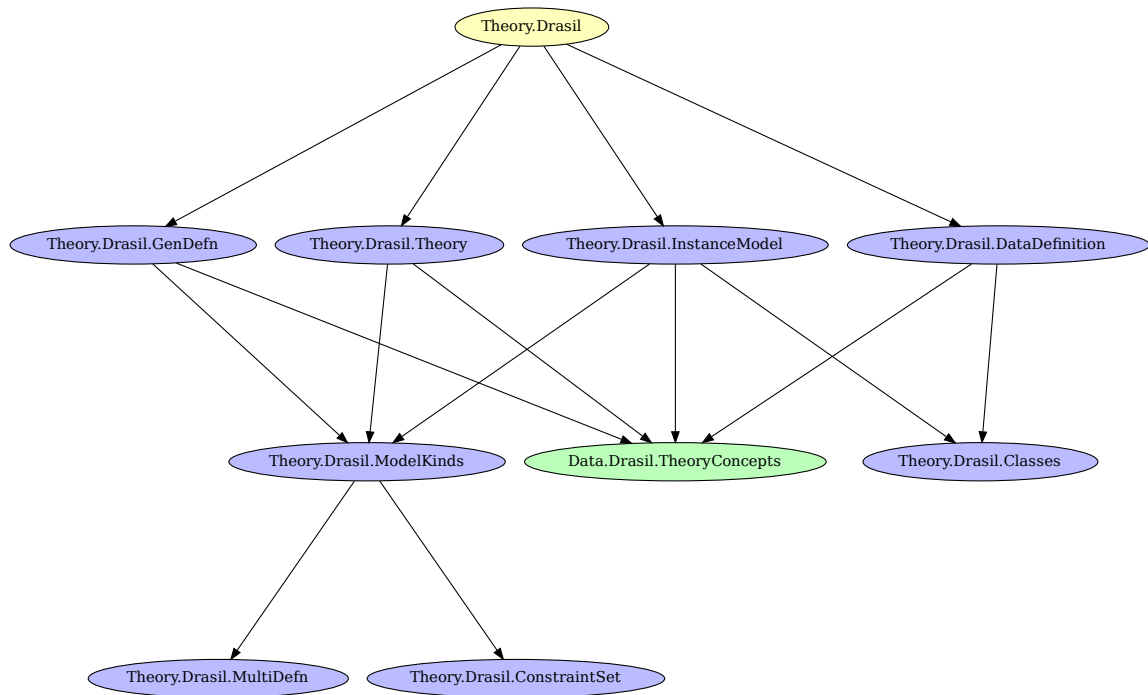 Theory.Drasil
Theory.Drasil.GenDefn
Theory.Drasil.Theory
Theory.Drasil.InstanceModel
Theory.Drasil.DataDefinition
Theory.Drasil.ModelKinds
Data.Drasil.TheoryConcepts
Theory.Drasil.Classes
Theory.Drasil.MultiDefn
Theory.Drasil.ConstraintSet